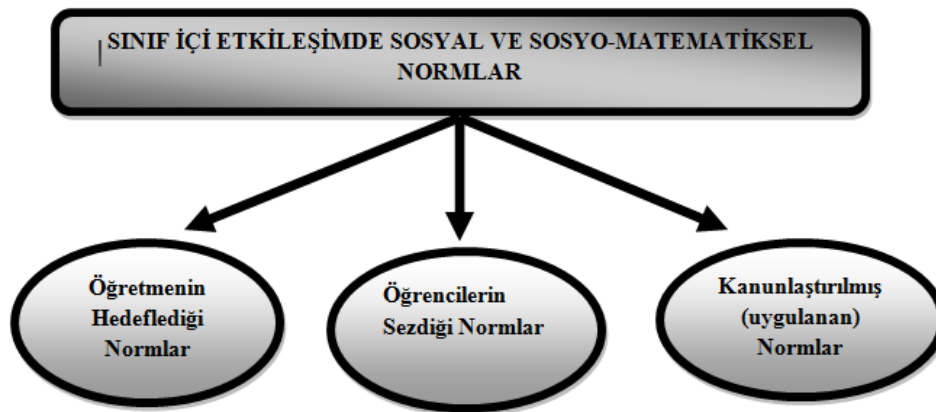 SINIF İÇİ ETKİLEŞİMDE SOSYAL VE SOSYO-MATEMATİKSEL
NORMLAR
Öğretmenin
Hedeflediği
Normlar
Öğrencilerin
Sezdiği Normlar
Kanunlaştırılmış
(uygulanan)
Normlar